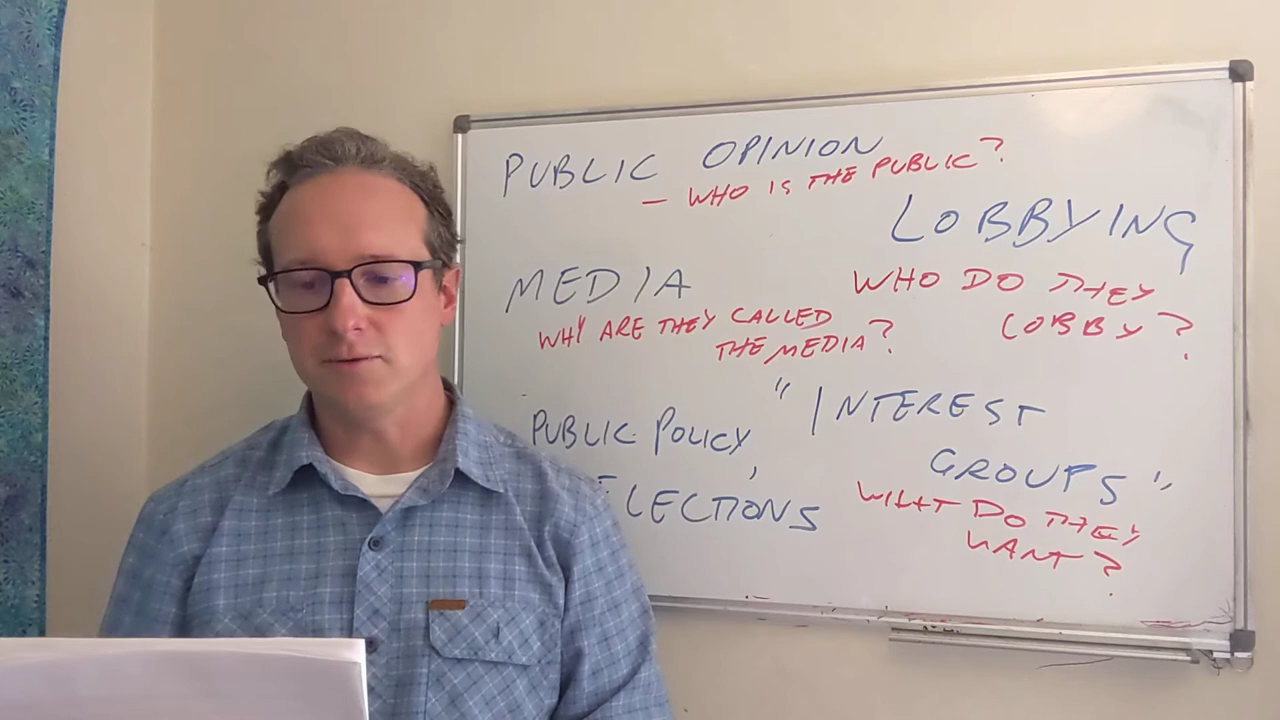 PUBLIC OPINION
— WHO IS THE PUBLIC?
LOBBYING
WHO DO THEY
LOBBY?
MEDIA
WHY ARE THEY CALLED
THE MEDIA?
"INTEREST
GROUPS"
WHAT DO THEY
WANT?
PUBLIC POLICY,
ELECTIONS